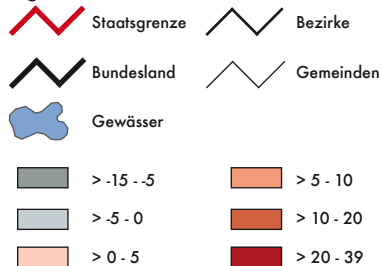 Staatsgrenze
Bezirke
Bundesland
Gemeinden
Gewässer
> -15 - -5
> 5 - 10
> -5 - 0
> 10 - 20
> 0 - 5
> 20 - 39